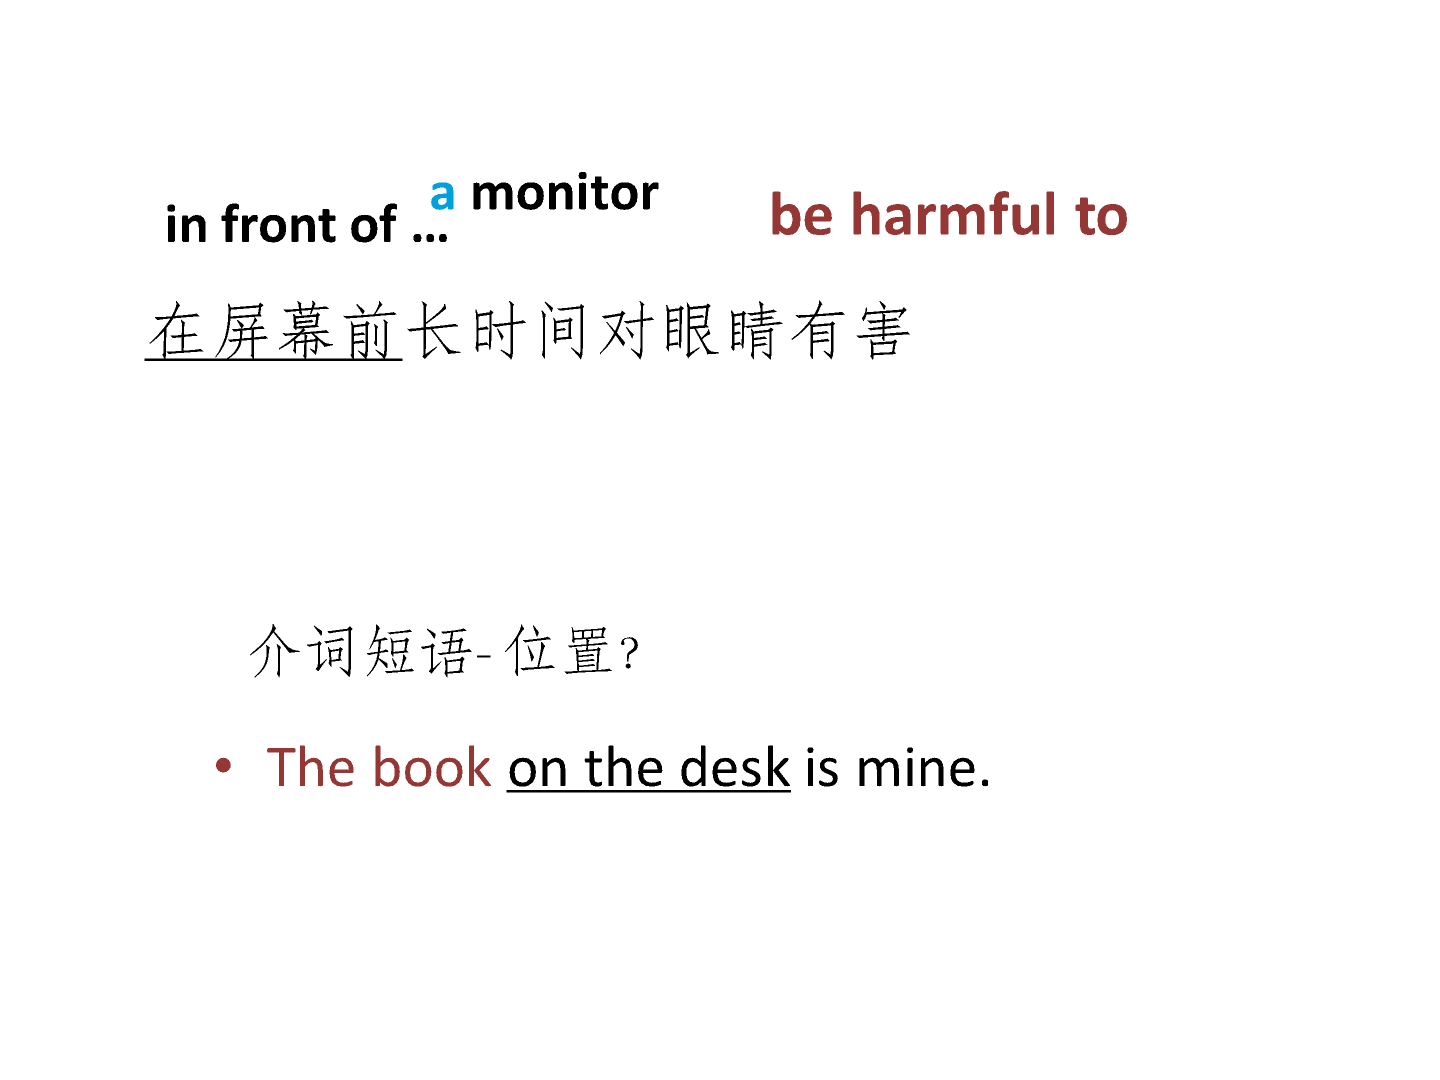 in front of …
a monitor
be harmful to
在屏幕前长时间对眼睛有害
介词短语-位置?
• The book on the desk is mine.